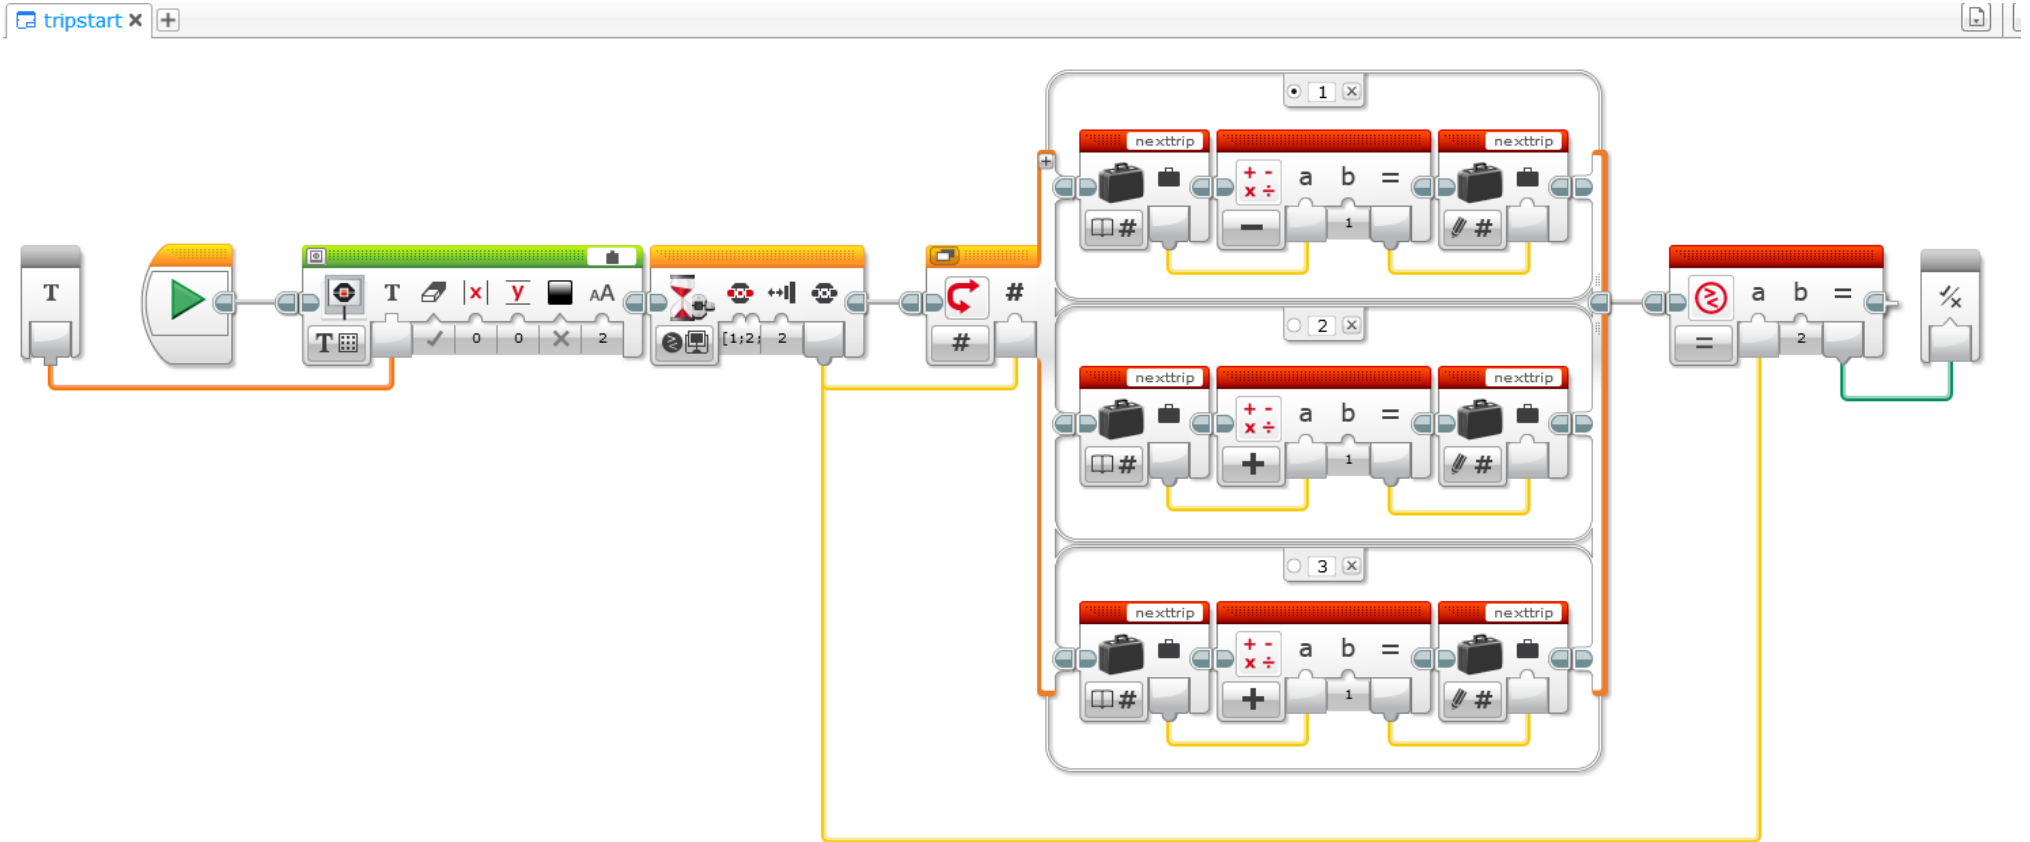 tripstart
1
nexttrip
nexttrip
a b =
#
1
#
T
T x y AA
#
a b =
T
0 0 2
[1;2; 2
#
=
2
2
nexttrip
nexttrip
a b =
#
1
#
3
nexttrip
nexttrip
a b =
#
1
#